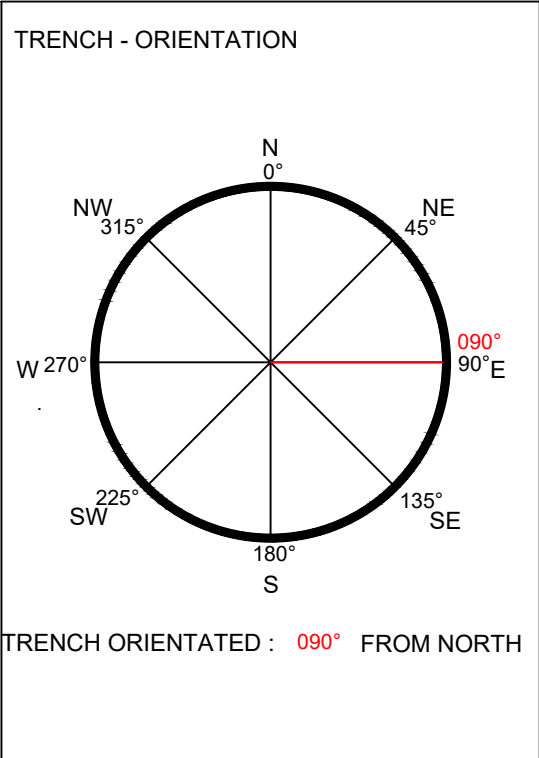 TRENCH - ORIENTATION
N
0°
NW
315°
NE
45°
090°
W 270°
90° E
225°
SW
135°
SE
180°
S
TRENCH ORIENTATED : 090° FROM NORTH